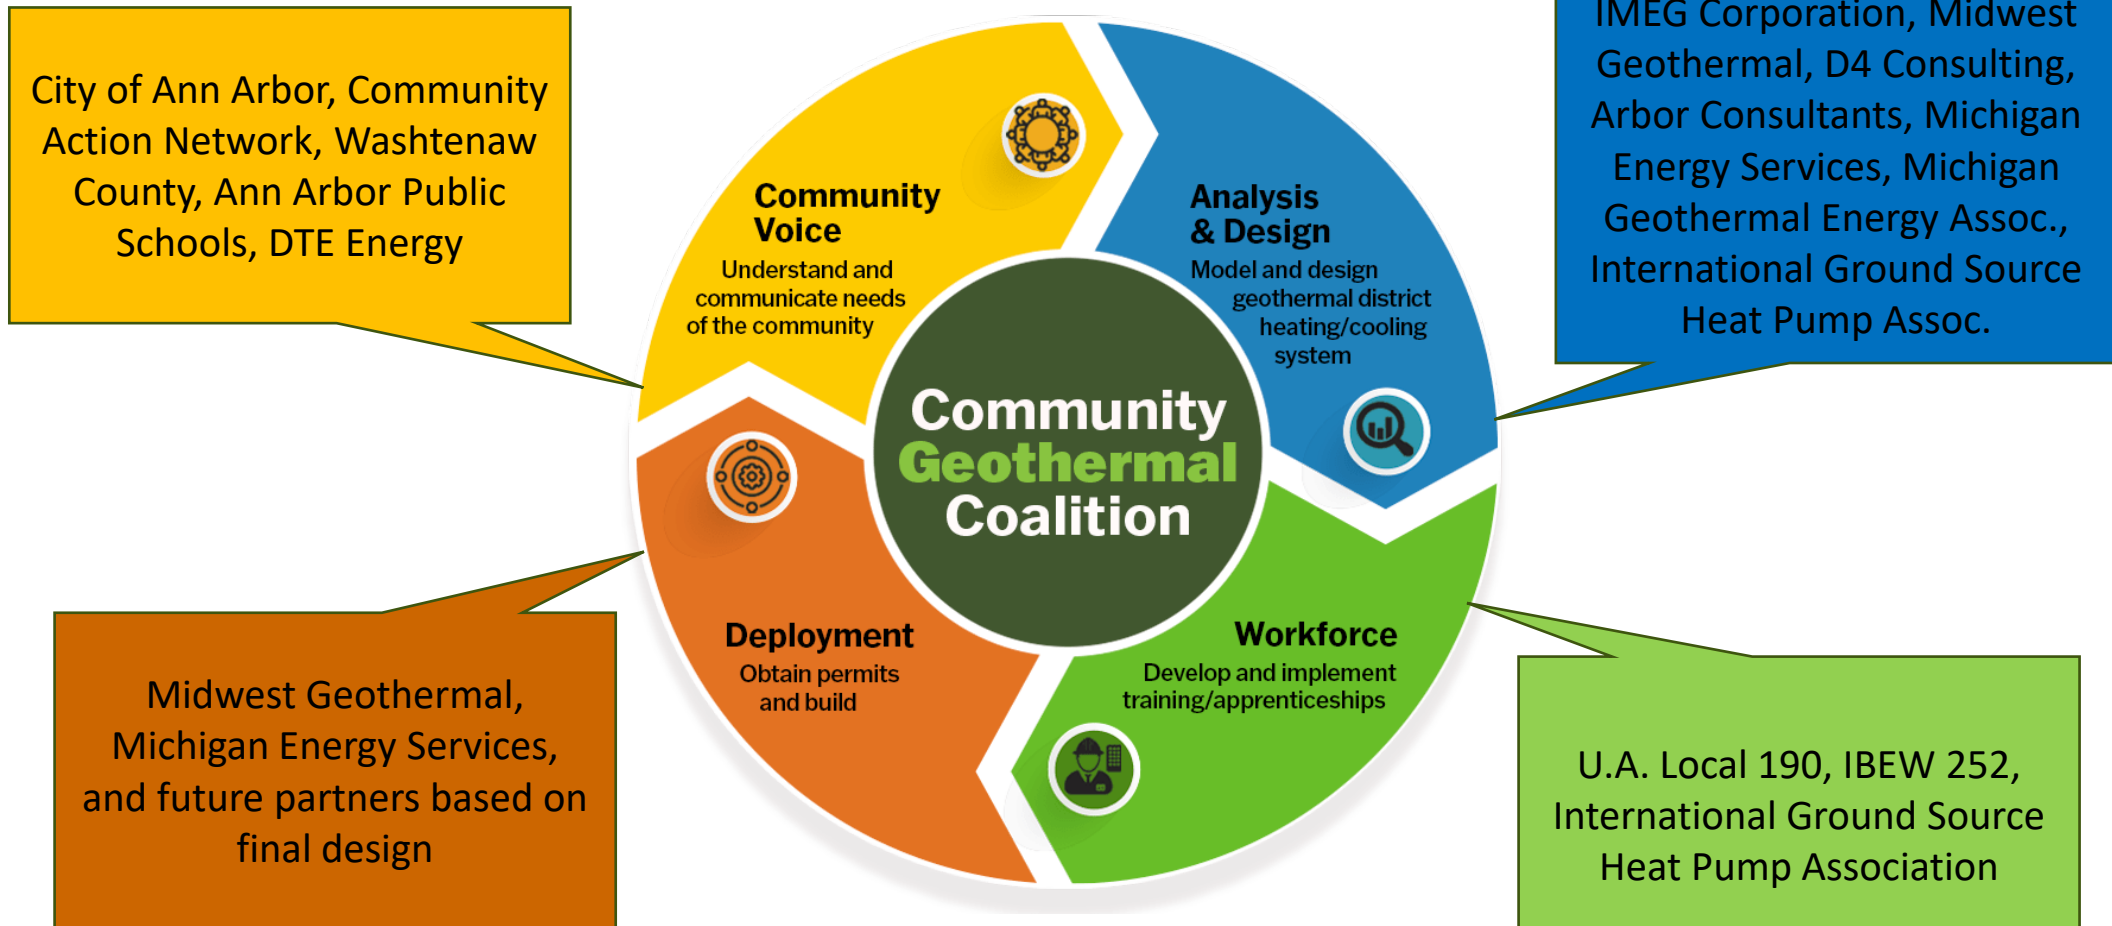 City of Ann Arbor, Community
Action Network, Washtenaw
County, Ann Arbor Public
Schools, DTE Energy
IMEG Corporation, Midwest
Geothermal, D4 Consulting,
Arbor Consultants, Michigan
Energy Services, Michigan
Geothermal Energy Assoc.,
International Ground Source
Heat Pump Assoc.
Community
Voice
Understand and
communicate needs
of the community
Analysis
& Design
Model and design
geothermal district
heating/cooling
system
Community
Geothermal
Coalition
Deployment
Obtain permits
and build
Workforce
Develop and implement
training/apprenticeships
Midwest Geothermal,
Michigan Energy Services,
and future partners based on
final design
U.A. Local 190, IBEW 252,
International Ground Source
Heat Pump Association